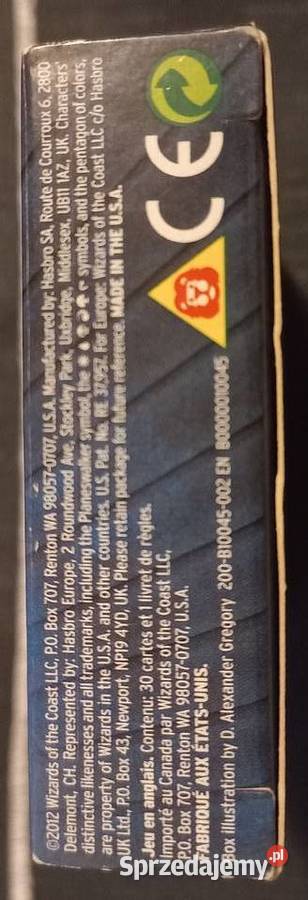 ©2012 Wizards of the Coast LLC, P.O. Box 707, Renton WA 98057-0707, U.S.A. Manufactured by: Hasbro SA, Route de Courroux 6, 2800
Delemont, CH. Represented by: Hasbro Europe, 2 Roundwood Ave, Stockley Park, Uxbridge, Middlesex, UB11 1AZ, UK. Characters'
distinctive likenesses and all trademarks, including the Planeswalker symbol, the symbols, and the pentagon of colors,
are property of Wizards in the U.S.A. and other countries. U.S. Pat. No. RE 37,957. For Europe: Wizards of the Coast LLC c/o Hasbro
UK Ltd., P.O. Box 43, Newport, NP19 4YD, UK. Please retain package for future reference. MADE IN THE U.S.A.
Jeu en anglais. Contenu: 30 cartes et 1 livret de règles.
Importé au Canada par Wizards of the Coast LLC,
P.O. Box 707, Renton WA 98057-0707, U.S.A.
FABRIQUÉ AUX ÉTATS-UNIS.
Box illustration by D. Alexander Gregory 200-B10045-002 EN B0000010045
CE
Sprzedajemy.pl